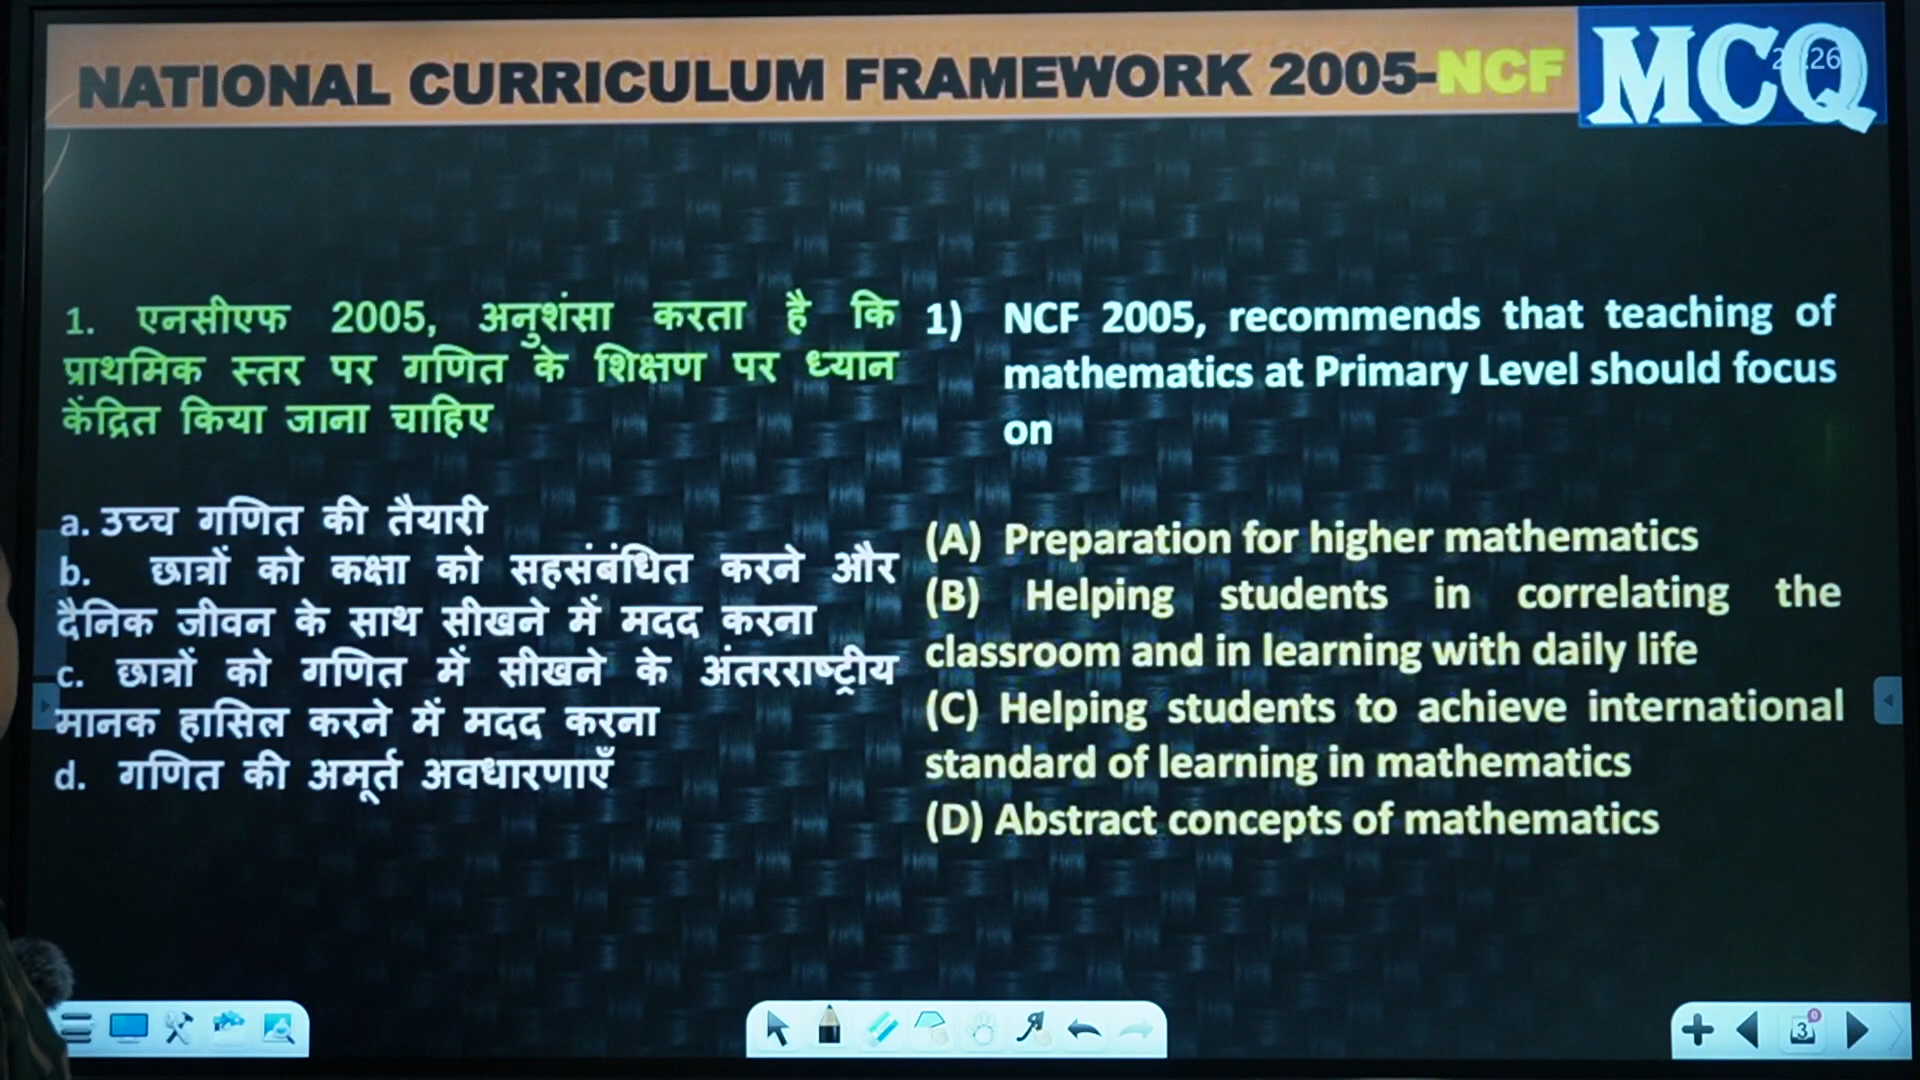 NATIONAL CURRICULUM FRAMEWORK 2005-NCF
MCQ
1. एनसीएफ 2005, अनुशंसा करता है कि
प्राथमिक स्तर पर गणित के शिक्षण पर ध्यान
केंद्रित किया जाना चाहिए
a. उच्च गणित की तैयारी
b. छात्रों को कक्षा को सहसंबंधित करने और
दैनिक जीवन के साथ सीखने में मदद करना
c. छात्रों को गणित में सीखने के अंतरराष्ट्रीय
मानक हासिल करने में मदद करना
d. गणित की अमूर्त अवधारणाएँ
1) NCF 2005, recommends that teaching of
mathematics at Primary Level should focus
on
(A) Preparation for higher mathematics
(B) Helping students in correlating the
classroom and in learning with daily life
(C) Helping students to achieve international
standard of learning in mathematics
(D) Abstract concepts of mathematics
3
0